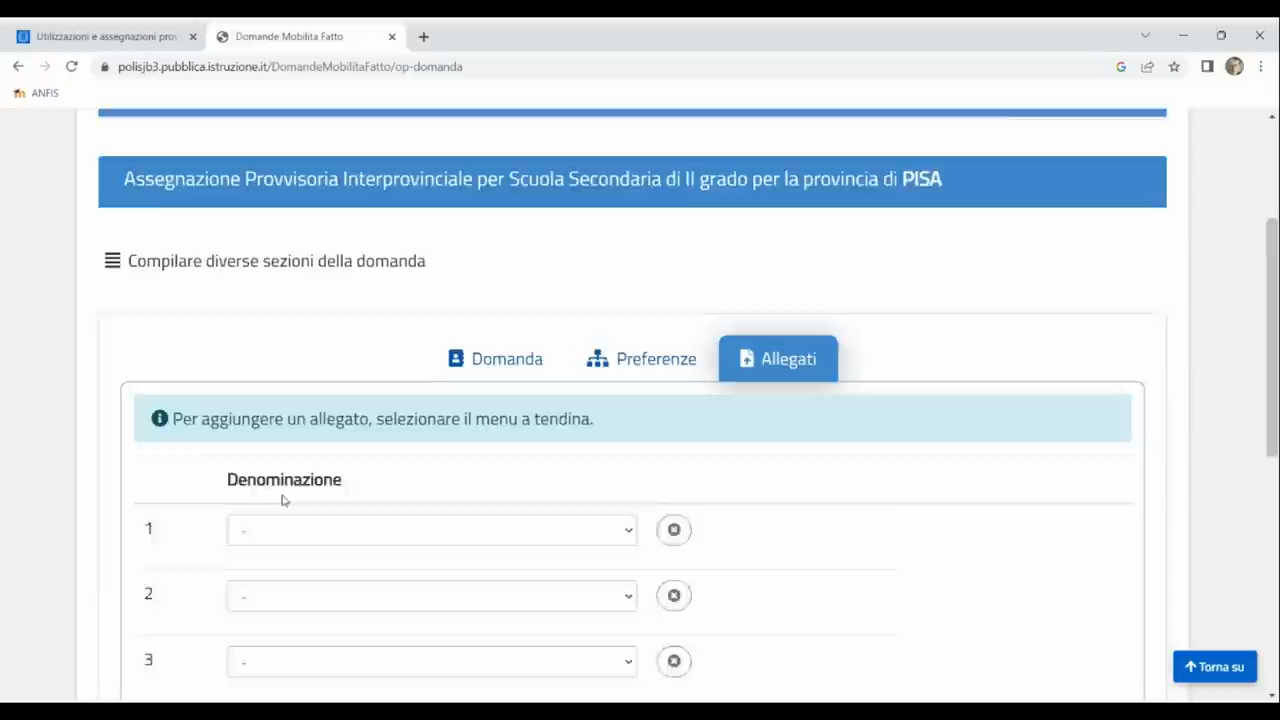 Utilizzazioni e assegnazioni prov
Domande Mobilita Fatto
polisjb3.pubblica.istruzione.it/DomandeMobilitaFatto/op-domanda
ANFIS
Assegnazione Provvisoria Interprovinciale per Scuola Secondaria di II grado per la provincia di PISA
Compilare diverse sezioni della domanda
Domanda Preferenze Allegati
Per aggiungere un allegato, selezionare il menu a tendina.
Denominazione
1 -
2 -
3 -
Torna su